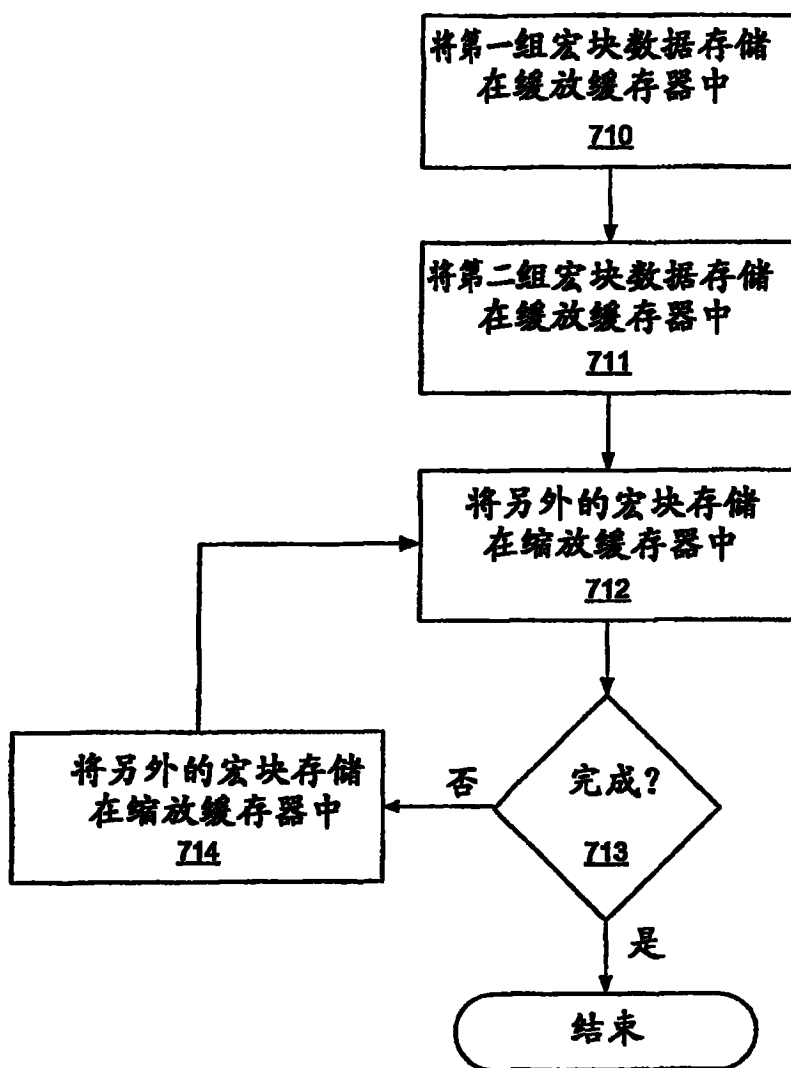 将第一组宏块数据存储
在缓放缓存器中
710
将第二组宏块数据存储
在缓放缓存器中
711
将另外的宏块存储
在缩放缓存器中
712
将另外的宏块存储
在缩放缓存器中
714
否
完成?
713
是
结束